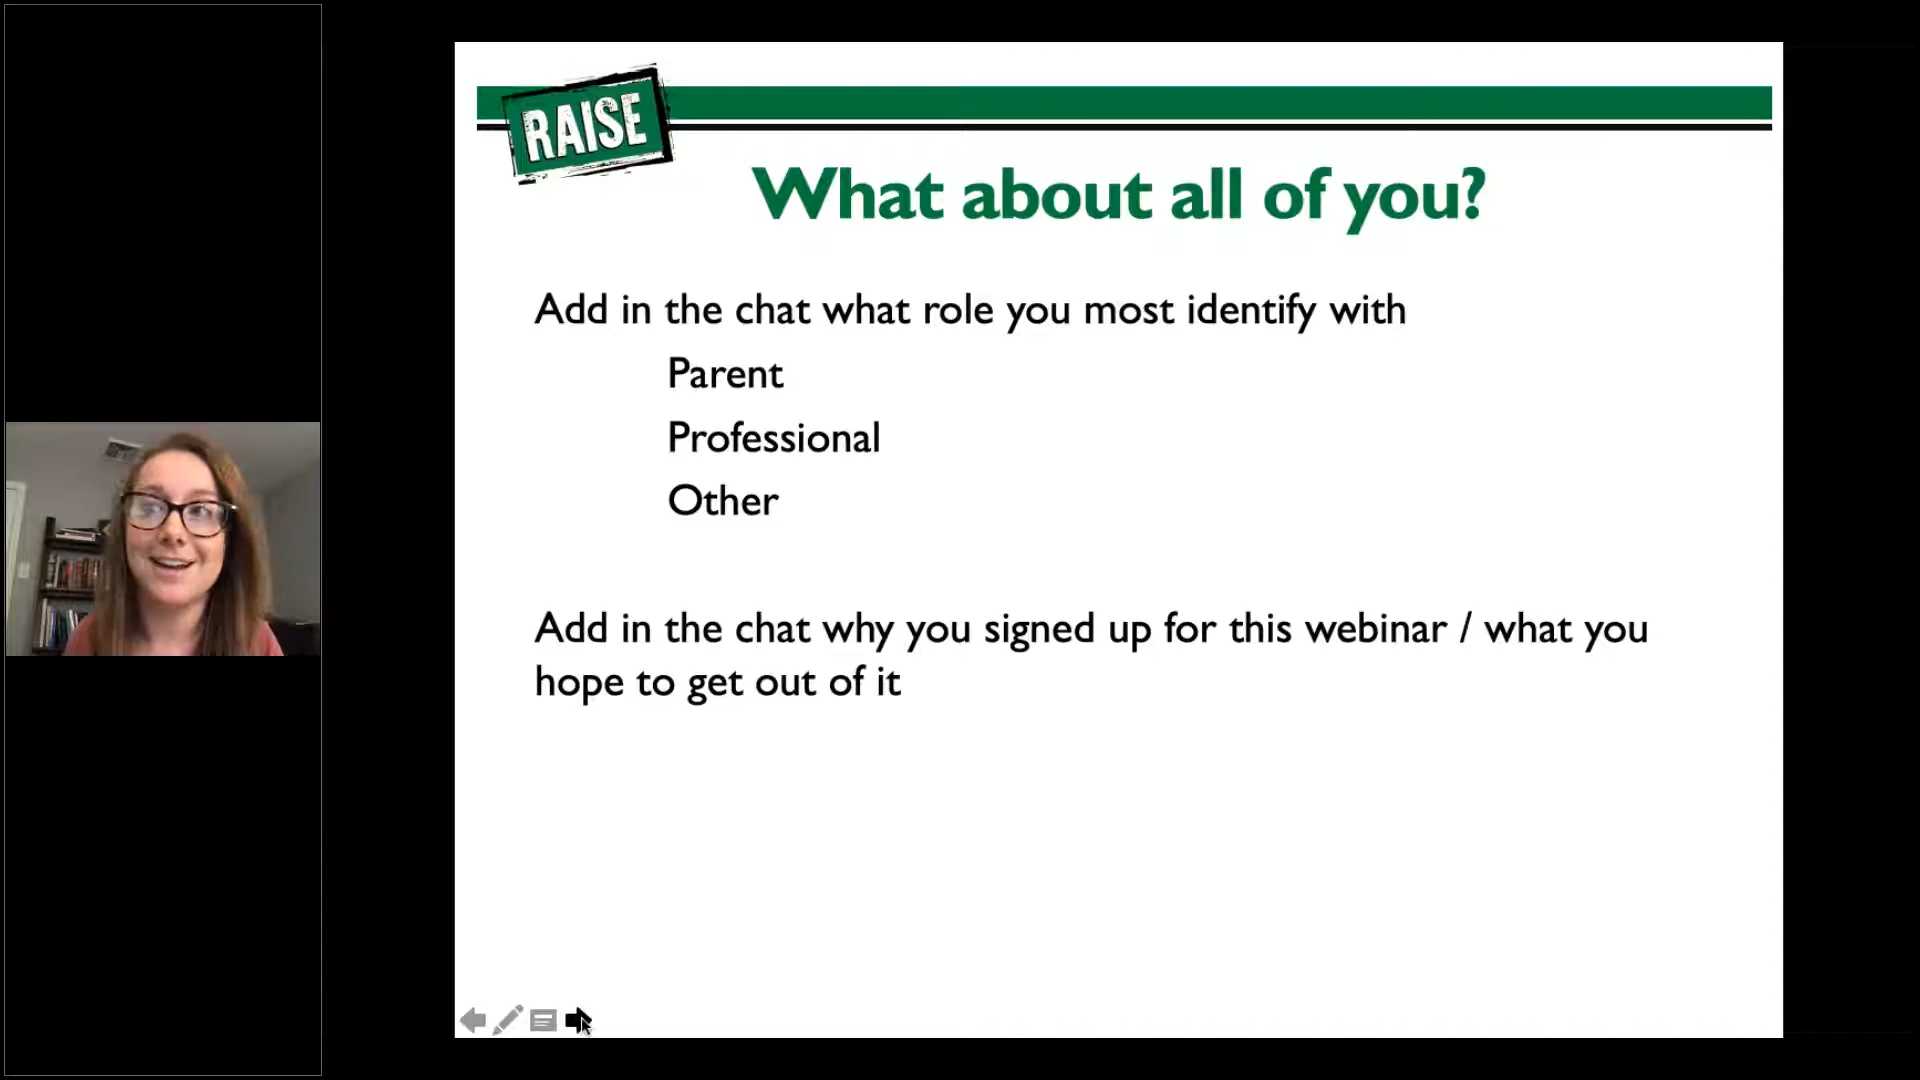 RAISE
What about all of you?
Add in the chat what role you most identify with
Parent
Professional
Other
Add in the chat why you signed up for this webinar / what you
hope to get out of it